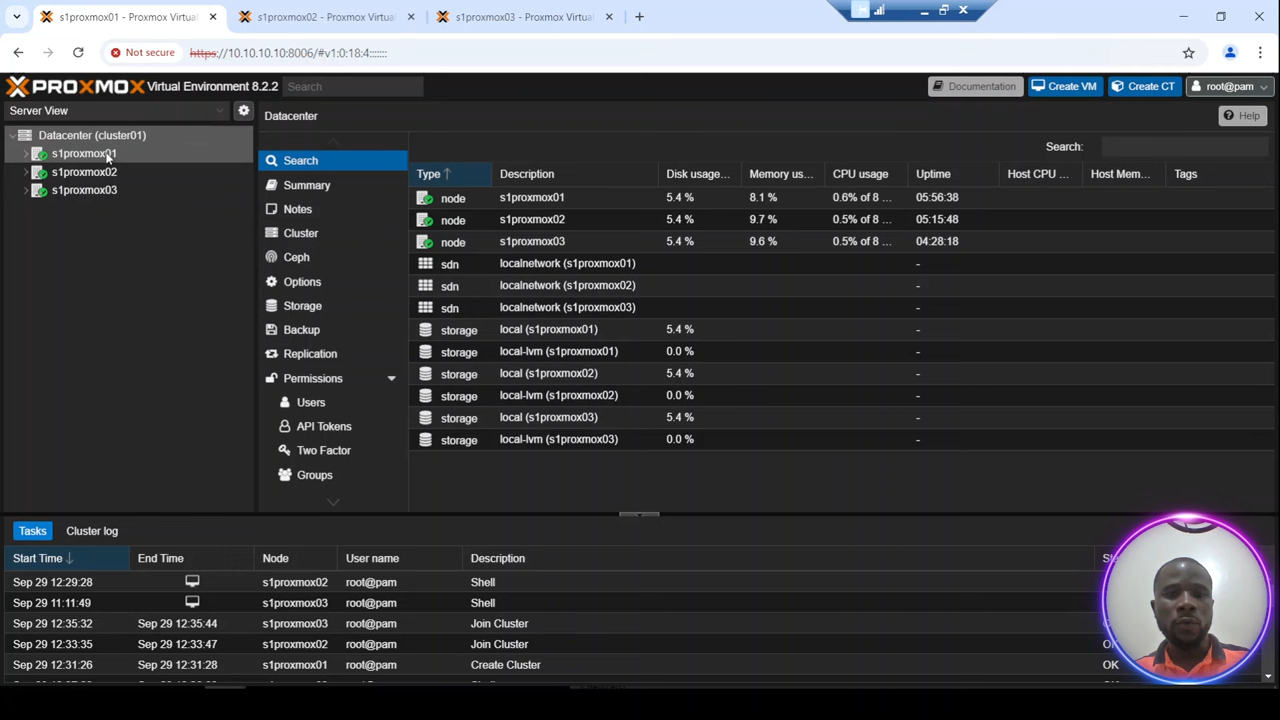 s1proxmox01 - Proxmox Virtual s1proxmox02 - Proxmox Virtual s1proxmox03 - Proxmox Virtual
Not secure https://10.10.10.10:8006/#v1:0:18:4:::::::
PROXMOX Virtual Environment 8.2.2 Search Documentation Create VM Create CT root@pam
Server View
Datacenter Help
Datacenter (cluster01)
s1proxmox01
s1proxmox02
s1proxmox03
Search
Summary
Notes
Cluster
Ceph
Options
Storage
Backup
Replication
Permissions
Users
API Tokens
Two Factor
Groups
Search:
Type Description Disk usage... Memory us... CPU usage Uptime Host CPU ... Host Mem... Tags
node s1proxmox01 5.4 % 8.1 % 0.6% of 8 ... 05:56:38
node s1proxmox02 5.4 % 9.7 % 0.5% of 8 ... 05:15:48
node s1proxmox03 5.4 % 9.6 % 0.5% of 8 ... 04:28:18
sdn localnetwork (s1proxmox01) -
sdn localnetwork (s1proxmox02) -
sdn localnetwork (s1proxmox03) -
storage local (s1proxmox01) 5.4 % -
storage local-lvm (s1proxmox01) 0.0 % -
storage local (s1proxmox02) 5.4 % -
storage local-lvm (s1proxmox02) 0.0 % -
storage local (s1proxmox03) 5.4 % -
storage local-lvm (s1proxmox03) 0.0 % -
Tasks Cluster log
Start Time End Time Node User name Description
Sep 29 12:29:28 s1proxmox02 root@pam Shell
Sep 29 11:11:49 s1proxmox03 root@pam Shell
Sep 29 12:35:32 Sep 29 12:35:44 s1proxmox03 root@pam Join Cluster
Sep 29 12:33:35 Sep 29 12:33:47 s1proxmox02 root@pam Join Cluster
Sep 29 12:31:26 Sep 29 12:31:28 s1proxmox01 root@pam Create Cluster OK